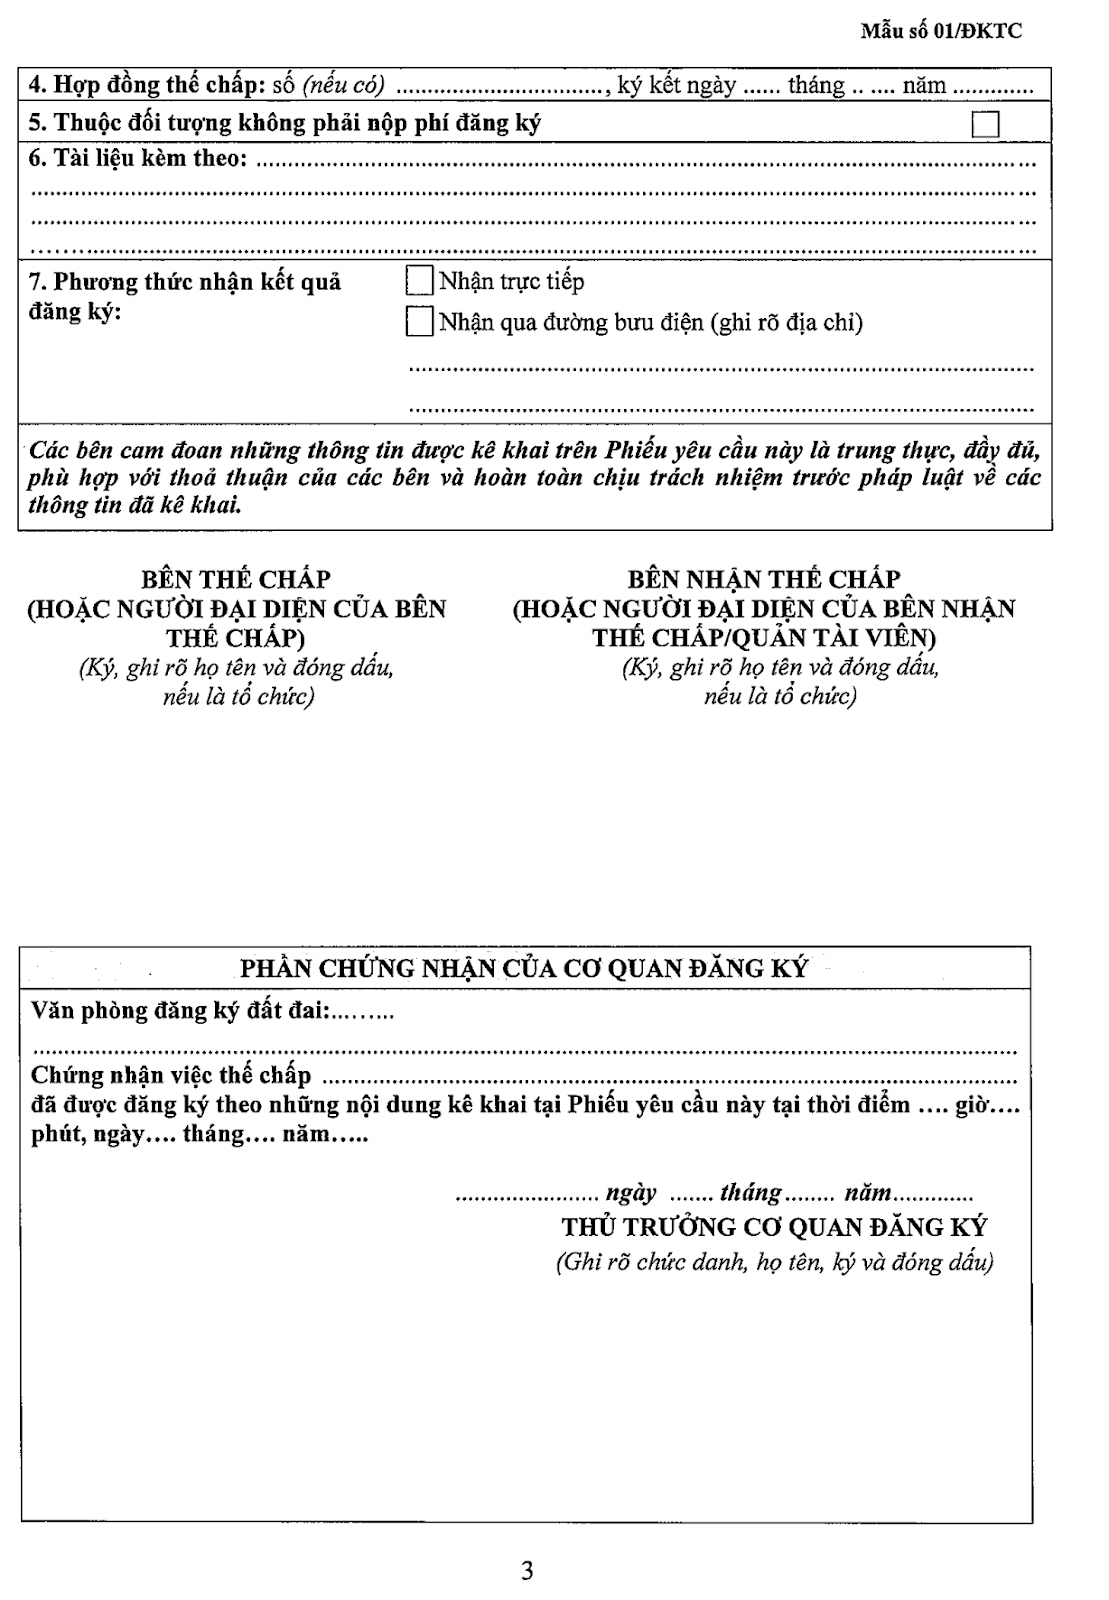 Mẫu số 01/ĐKTC
4. Hợp đồng thế chấp: số (nếu có) ................................., ký kết ngày ...... tháng .. .... năm .............
5. Thuộc đối tượng không phải nộp phí đăng ký
6. Tài liệu kèm theo: ..............................................................................................................................
................................................................................................................................................................
................................................................................................................................................................
................................................................................................................................................................
7. Phương thức nhận kết quả
đăng ký:
Nhận trực tiếp
Nhận qua đường bưu điện (ghi rõ địa chỉ)
....................................................................................................
....................................................................................................
Các bên cam đoan những thông tin được kê khai trên Phiếu yêu cầu này là trung thực, đầy đủ,
phù hợp với thoả thuận của các bên và hoàn toàn chịu trách nhiệm trước pháp luật về các
thông tin đã kê khai.
BÊN THẾ CHẤP
(HOẶC NGƯỜI ĐẠI DIỆN CỦA BÊN
THẾ CHẤP)
(Ký, ghi rõ họ tên và đóng dấu,
nếu là tổ chức)
BÊN NHẬN THẾ CHẤP
(HOẶC NGƯỜI ĐẠI DIỆN CỦA BÊN NHẬN
THẾ CHẤP/QUẢN TÀI VIÊN)
(Ký, ghi rõ họ tên và đóng dấu,
nếu là tổ chức)
PHẦN CHỨNG NHẬN CỦA CƠ QUAN ĐĂNG KÝ
Văn phòng đăng ký đất đai:.........
................................................................................................................................................................
Chứng nhận việc thế chấp ...............................................................................................................
đã được đăng ký theo những nội dung kê khai tại Phiếu yêu cầu này tại thời điểm .... giờ....
phút, ngày.... tháng.... năm.....
....................... ngày ....... tháng........ năm.............
THỦ TRƯỞNG CƠ QUAN ĐĂNG KÝ
(Ghi rõ chức danh, họ tên, ký và đóng dấu)
3